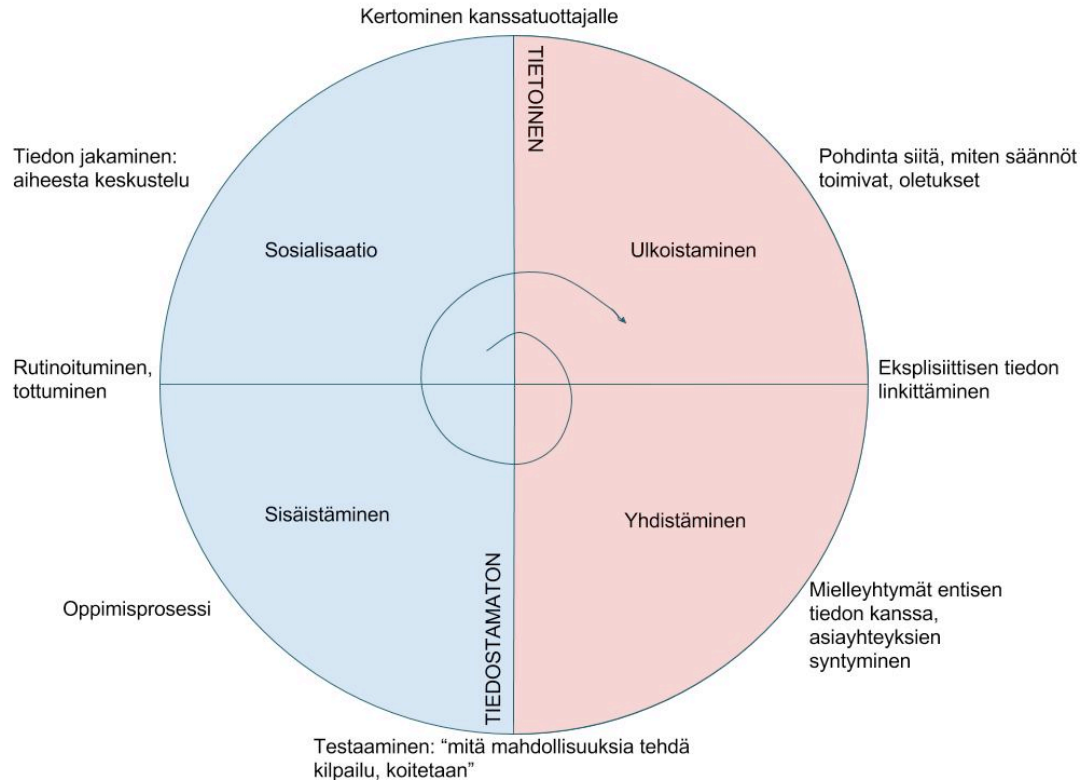 Kertominen kanssatuottajalle
TIETOINEN
Tiedon jakaminen:
aiheesta keskustelu
Pohdinta siitä, miten säännöt
toimivat, oletukset
Sosialisaatio
Ulkoistaminen
Rutinoituminen,
tottuminen
Eksplisiittisen tiedon
linkittäminen
Sisäistäminen
Yhdistäminen
TIEDOSTAMATON
Oppimisprosessi
Mielleyhtymät entisen
tiedon kanssa,
asiayhteyksien
syntyminen
Testaaminen: “mitä mahdollisuuksia tehdä
kilpailu, koitetaan”